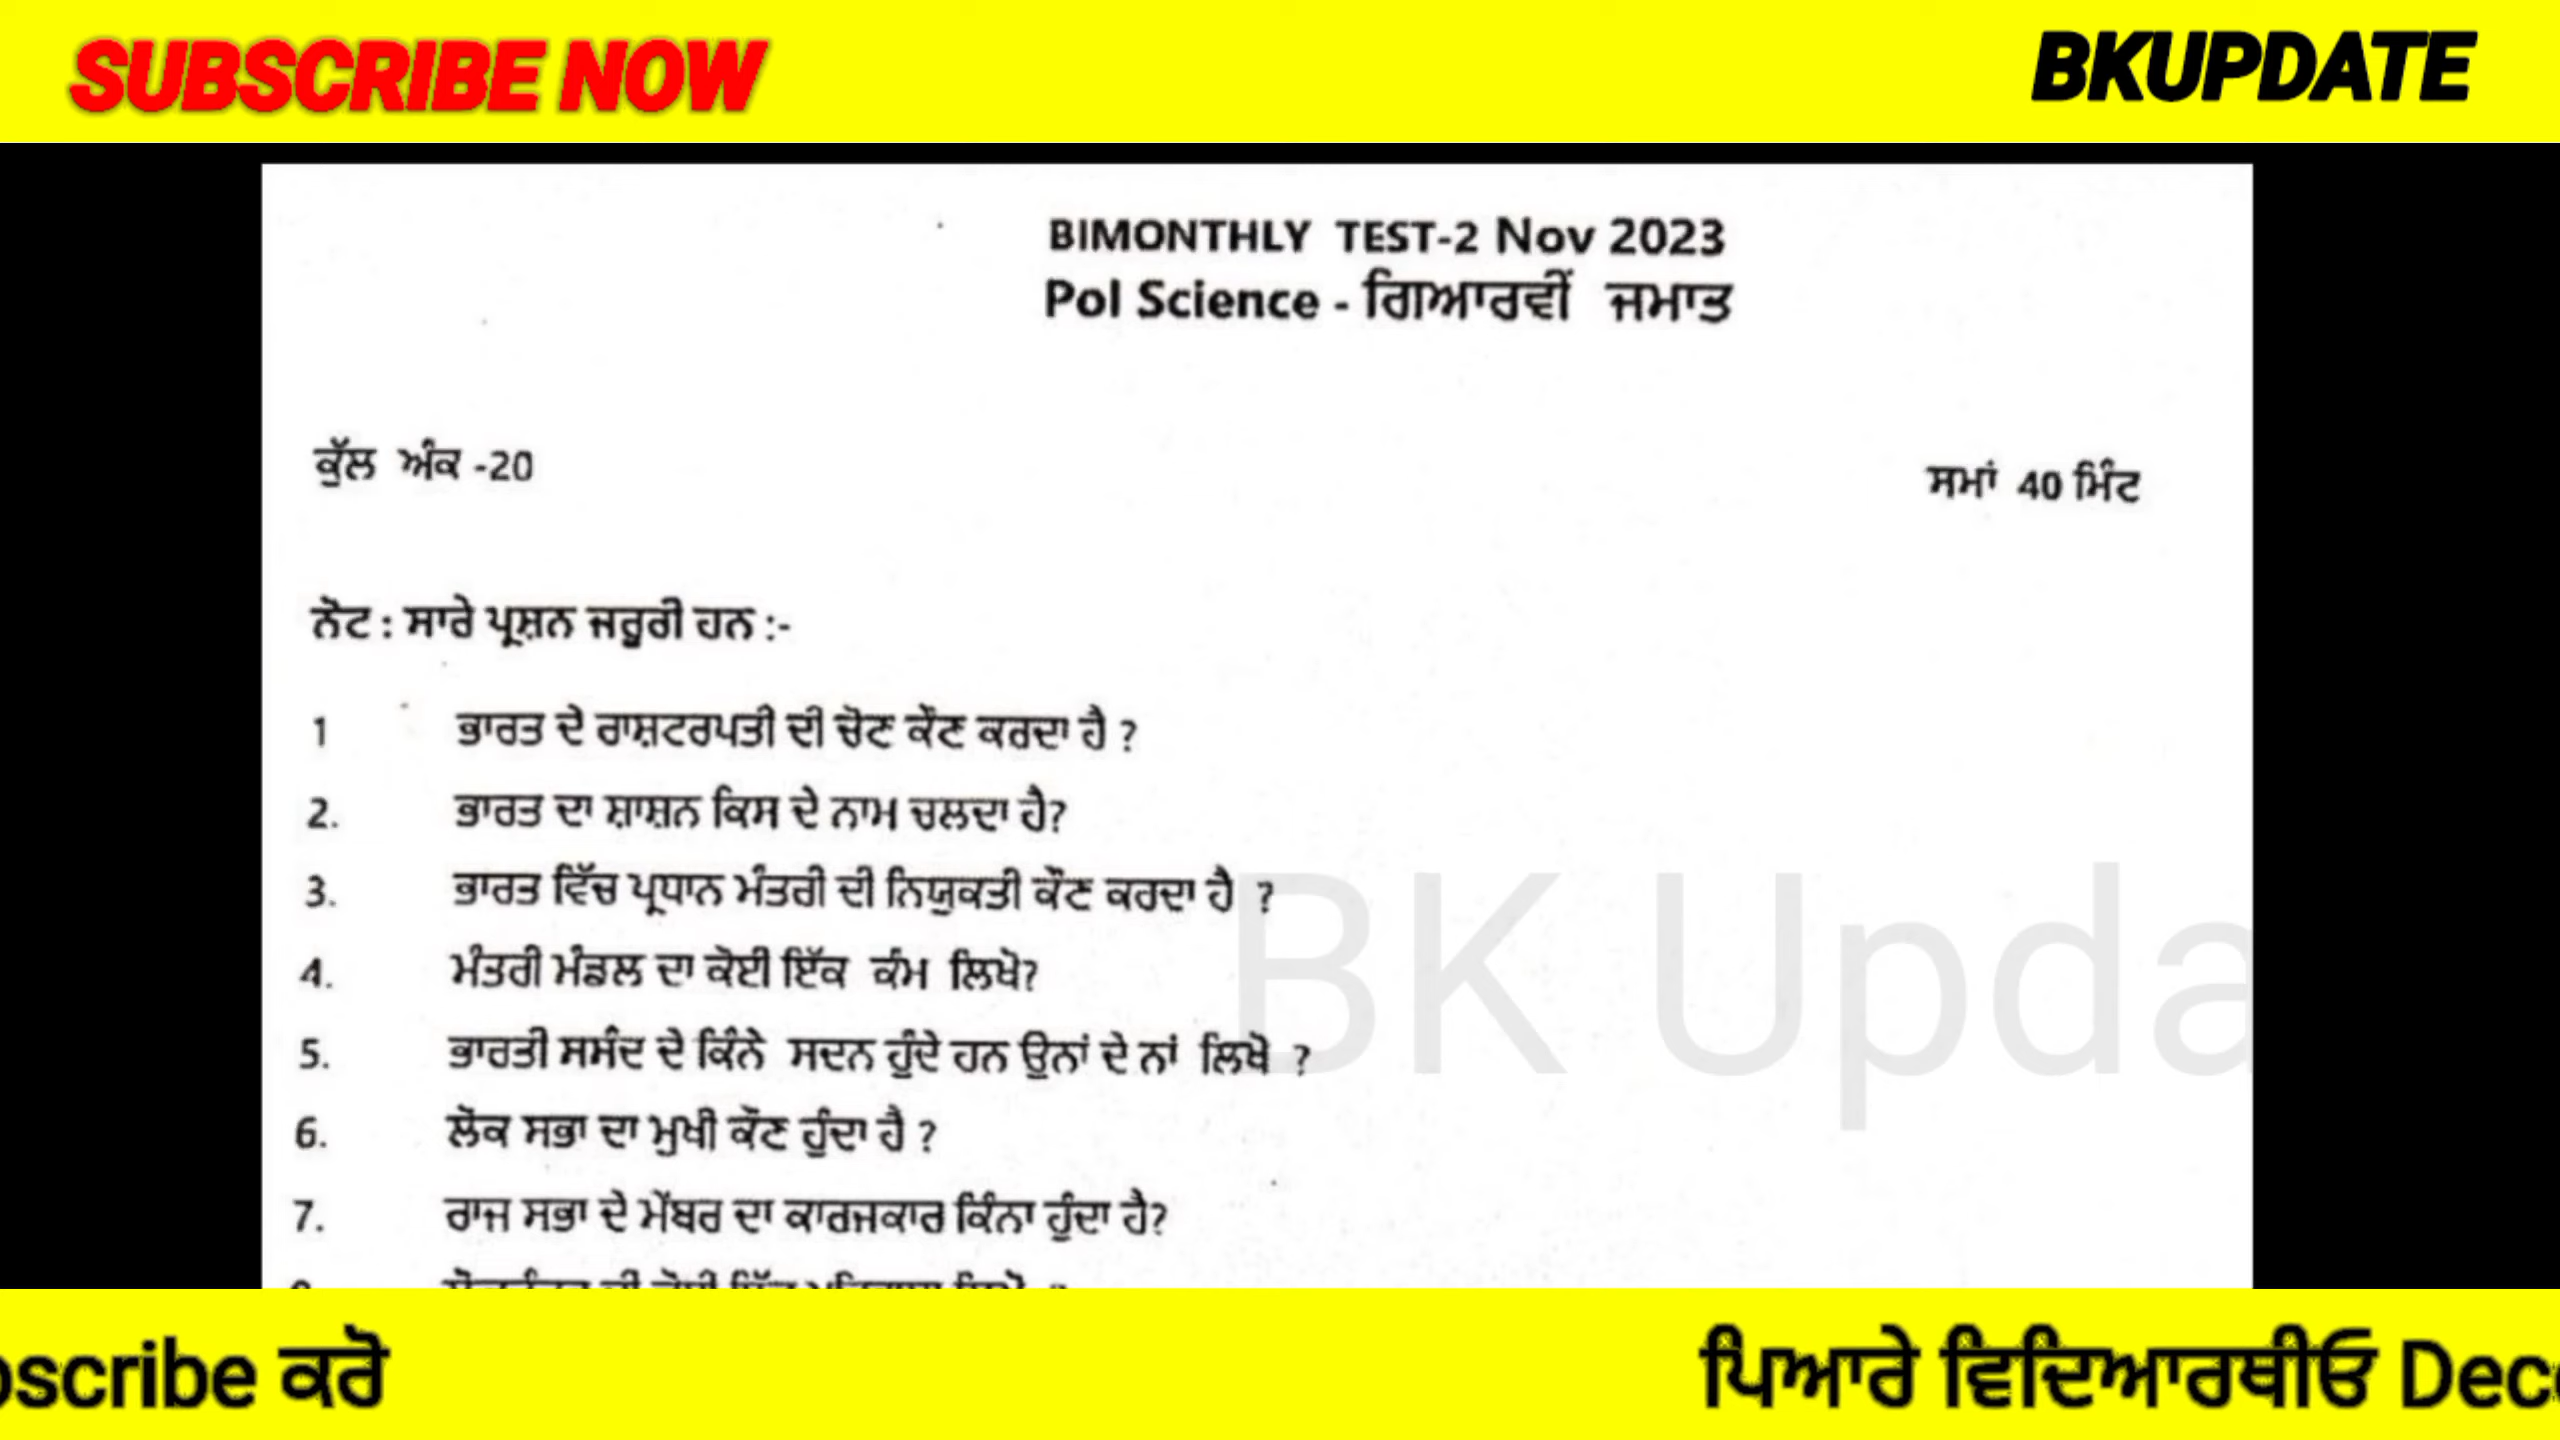 SUBSCRIBE NOW
BKUPDATE
BIMONTHLY TEST-2 Nov 2023
Pol Science - ਗਿਆਰਵੀਂ ਜਮਾਤ
ਕੁੱਲ ਅੰਕ -20
ਸਮਾਂ 40 ਮਿੰਟ
ਨੋਟ : ਸਾਰੇ ਪ੍ਰਸ਼ਨ ਜਰੂਰੀ ਹਨ :-
1 ਭਾਰਤ ਦੇ ਰਾਸ਼ਟਰਪਤੀ ਦੀ ਚੋਣ ਕੌਣ ਕਰਦਾ ਹੈ ?
2. ਭਾਰਤ ਦਾ ਸ਼ਾਸ਼ਨ ਕਿਸ ਦੇ ਨਾਮ ਚਲਦਾ ਹੈ?
3. ਭਾਰਤ ਵਿੱਚ ਪ੍ਰਧਾਨ ਮੰਤਰੀ ਦੀ ਨਿਯੁਕਤੀ ਕੌਣ ਕਰਦਾ ਹੈ ?
4. ਮੰਤਰੀ ਮੰਡਲ ਦਾ ਕੋਈ ਇੱਕ ਕੰਮ ਲਿਖੋ?
5. ਭਾਰਤੀ ਸਸੰਦ ਦੇ ਕਿੰਨੇ ਸਦਨ ਹੁੰਦੇ ਹਨ ਉਨਾਂ ਦੇ ਨਾਂ ਲਿਖੋ ?
6. ਲੋਕ ਸਭਾ ਦਾ ਮੁਖੀ ਕੌਣ ਹੁੰਦਾ ਹੈ ?
7. ਰਾਜ ਸਭਾ ਦੇ ਮੇਂਬਰ ਦਾ ਕਾਰਜਕਾਰ ਕਿੰਨਾ ਹੁੰਦਾ ਹੈ?
BK Upda
bscribe ਕਰੋ
ਪਿਆਰੇ ਵਿਦਿਆਰਥੀਓ Dec